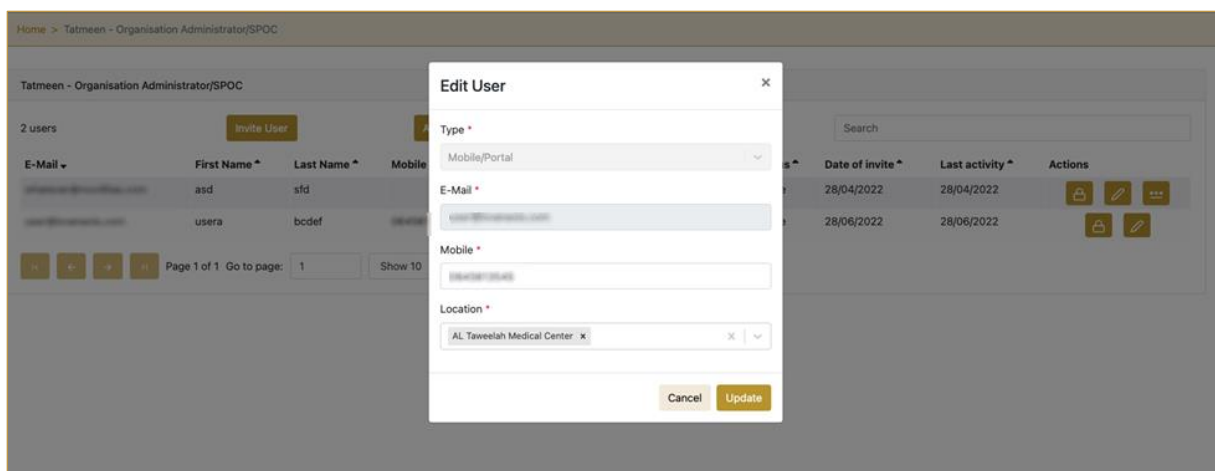 Home > Tatmeen - Organisation Administrator/SPOC
Tatmeen - Organisation Administrator/SPOC
2 users
Invite User
Search
E-Mail
First Name
Last Name
Mobile
Date of invite
Last activity
Actions
asd
sfd
28/04/2022
28/04/2022
usera
bcdef
28/06/2022
28/06/2022
Page 1 of 1 Go to page: 1
Show 10
Edit User
×
Type *
Mobile/Portal
E-Mail *
Mobile *
Location *
AL Taweelah Medical Center x
Cancel
Update